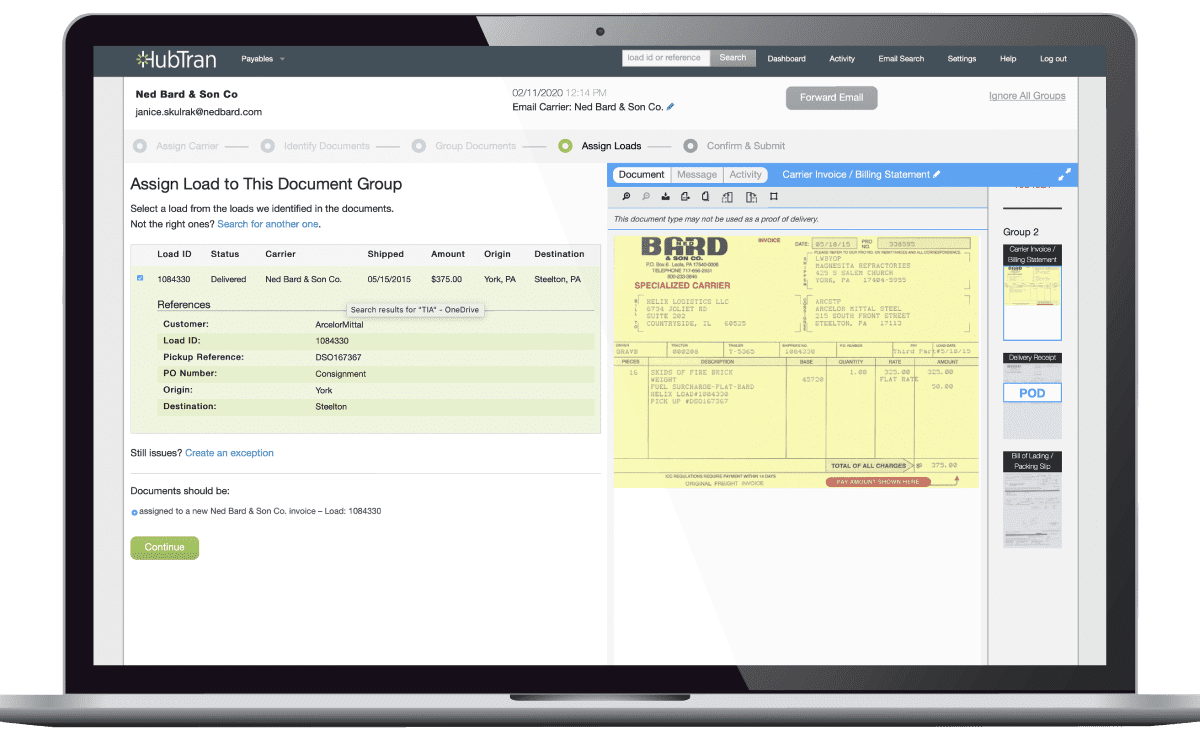 HubTran
Payables
load id or reference
Search
Dashboard
Activity
Email Search
Settings
Help
Log out
Ned Bard & Son Co
janice.skulrak@nedbard.com
02/11/2020 12:14 PM
Email Carrier: Ned Bard & Son Co.
Forward Email
Ignore All Groups
Assign Carrier
Identify Documents
Group Documents
Assign Loads
Confirm & Submit
Assign Load to This Document Group
Select a load from the loads we identified in the documents.
Not the right ones? Search for another one.
Load ID Status Carrier Shipped Amount Origin Destination
1084330 Delivered Ned Bard & Son Co. 05/15/2015 $375.00 York, PA Steelton, PA
References
Search results for "TIA" - OneDrive
Customer: ArcelorMittal
Load ID: 1084330
Pickup Reference: DSO167367
PO Number: Consignment
Origin: York
Destination: Steelton
Still issues? Create an exception
Documents should be:
assigned to a new Ned Bard & Son Co. invoice – Load: 1084330
Continue
Document Message Activity Carrier Invoice / Billing Statement
This document type may not be used as a proof of delivery.
NED
BARD
& SON CO.
P.O. Box 6 Leola, PA 17540-0006
TELEPHONE 717-656-2031
800-232-3846
SPECIALIZED CARRIER
INVOICE
DATE: 05/18/15 PRO NO. 338595
PLEASE REFER TO OUR PRO NO. ON REMITTANCES AND ALL CORRESPONDENCE.
MAGNESITA REFRACTORIES
425 S SALEM CHURCH
YORK, PA 17404-5955
HELIX LOGISTICS LLC
6734 JOLIET RD
SUITE 202
COUNTRYSIDE, IL 60525
ARCSTP
ARCELOR MITTAL STEEL
215 SOUTH FRONT STREET
STEELTON, PA 17113
DRIVER TRACTOR TRAILER SHIPPER'S NO. P.O. NUMBER LOAD DATE
GRAVE 000208 T-5365 1084330 Third Part 5/18/15
PIECES DESCRIPTION BASE QUANTITY RATE AMOUNT
16 SKIDS OF FIRE BRICK 1.00 325.00 325.00
WEIGHT 45720 FLAT RATE
FUEL SURCHARGE-FLAT-BARD 50.00
HELIX LOAD#1084330
PICK UP #DSO167367
TOTAL OF ALL CHARGES $ 375.00
ICC REGULATIONS REQUIRE PAYMENT WITHIN 14 DAYS
ORIGINAL FREIGHT INVOICE
PAY AMOUNT SHOWN HERE
Group 2
Carrier Invoice /
Billing Statement
Delivery Receipt
POD
Bill of Lading /
Packing Slip